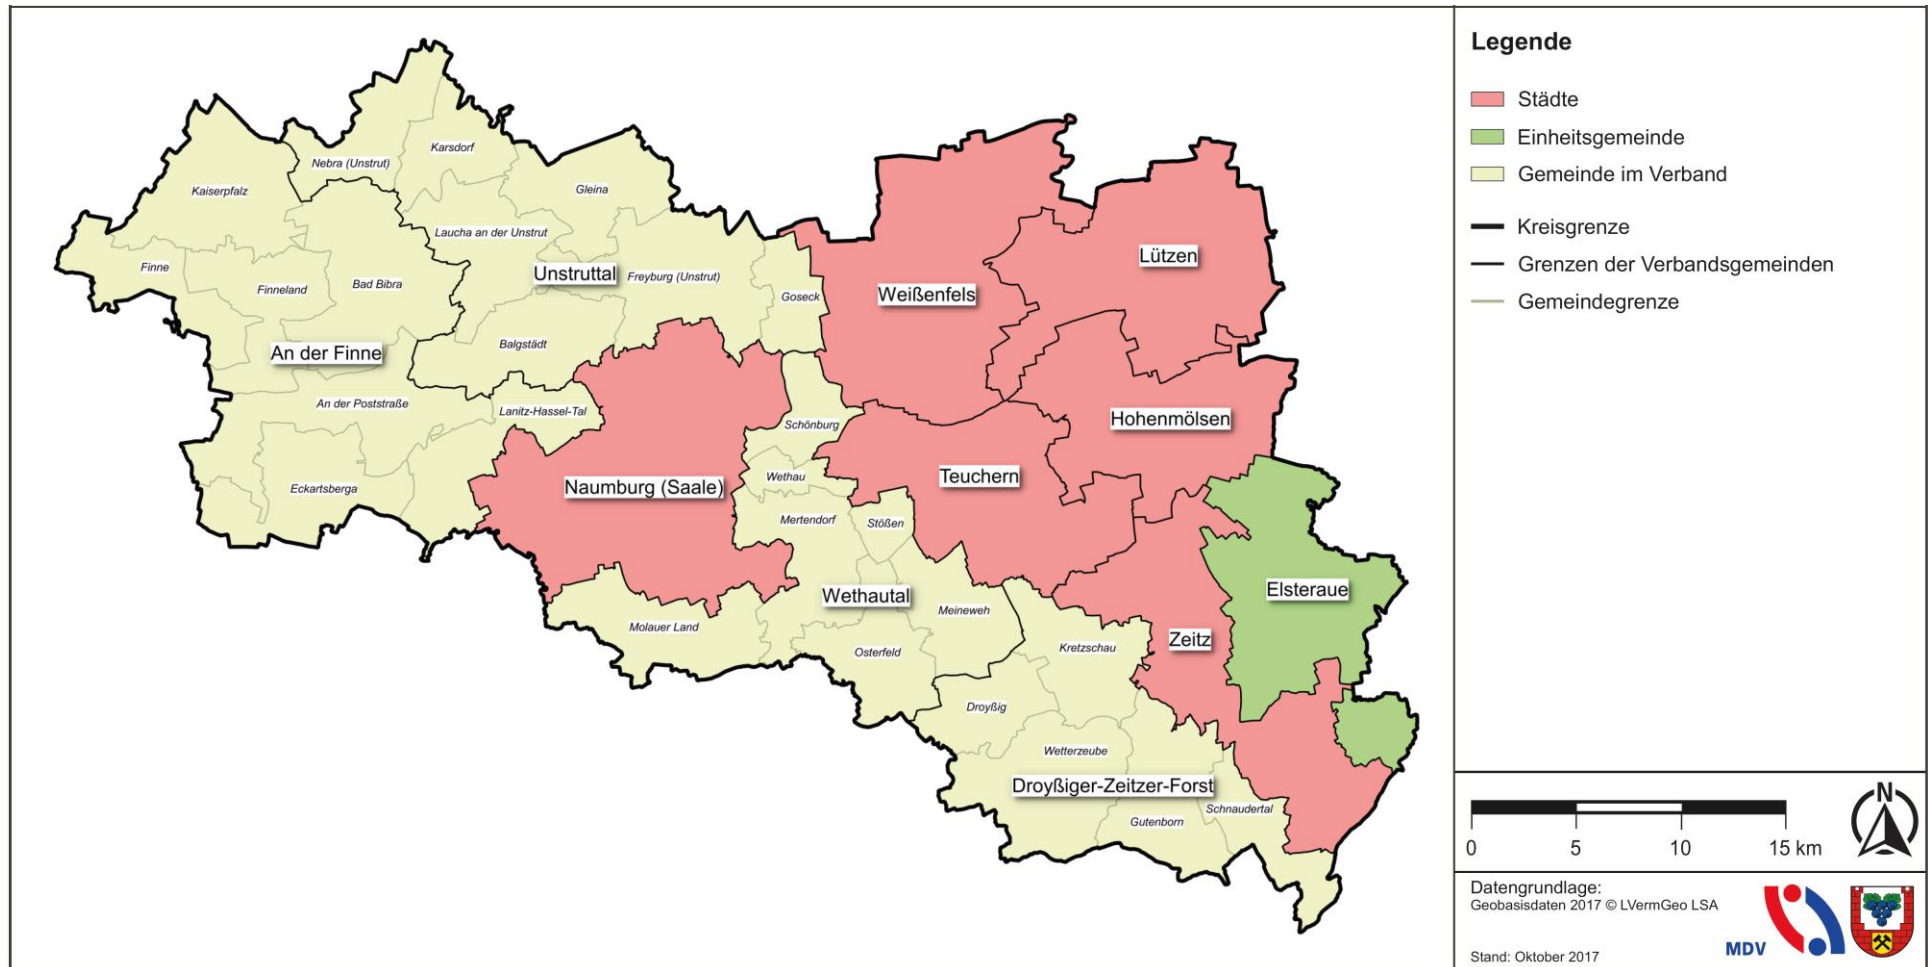 Nebra (Unstrut)
Karsdorf
Kaiserpfalz
Gleina
Laucha an der Unstrut
Finne
Unstruttal
Freyburg (Unstrut)
Finneland
Bad Bibra
Goseck
Weißenfels
Lützen
Balgstädt
An der Finne
An der Poststraße
Lanitz-Hassel-Tal
Schönburg
Hohenmölsen
Wethau
Teuchern
Naumburg (Saale)
Eckartsberga
Mertendorf
Stößen
Wethautal
Elsteraue
Meineweh
Molauer Land
Zeitz
Kretzschau
Osterfeld
Droyßig
Wetterzeube
Droyßiger-Zeitzer-Forst
Schnaudertal
Gutenborn
Legende
Städte
Einheitsgemeinde
Gemeinde im Verband
Kreisgrenze
Grenzen der Verbandsgemeinden
Gemeindegrenze
N
0 5 10 15 km
Datengrundlage:
Geobasisdaten 2017 © LVermGeo LSA
MDV
Stand: Oktober 2017